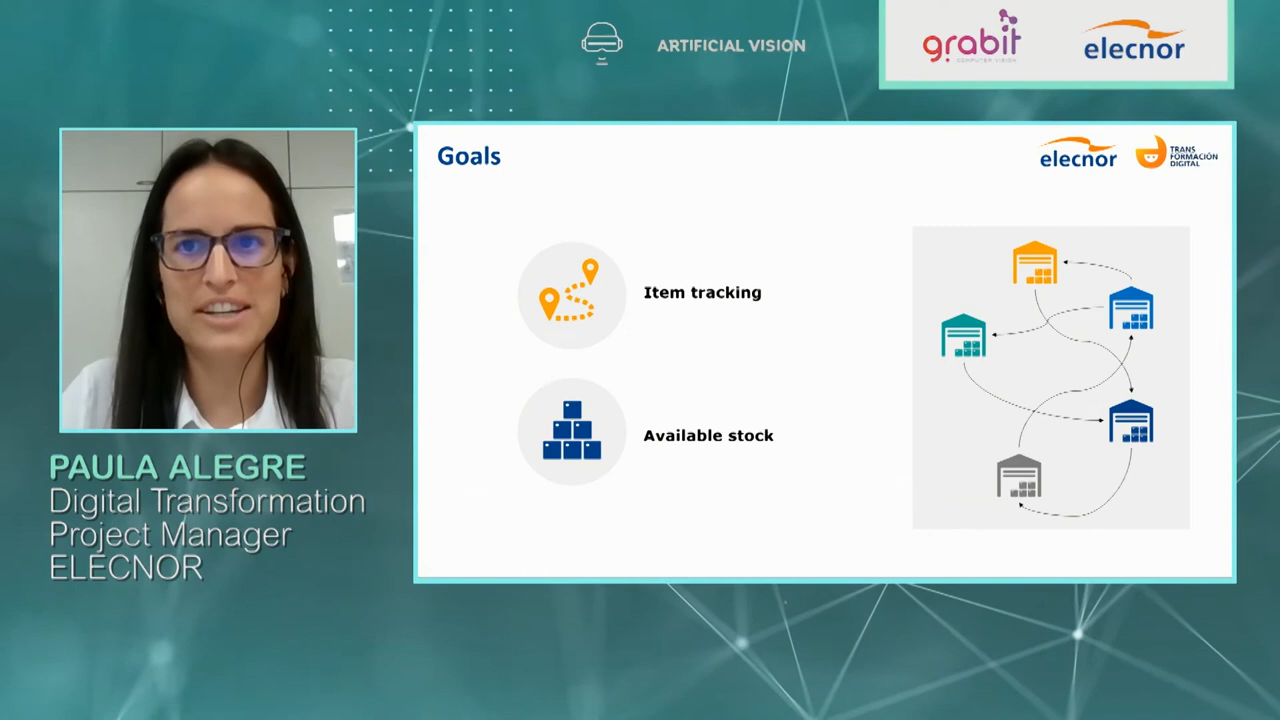 ARTIFICIAL VISION
grabit
COMPUTER VISION
elecnor
Goals
elecnor
TRANS
FORMACIÓN
DIGITAL
Item tracking
Available stock
PAULA ALEGRE
Digital Transformation
Project Manager
ELECNOR